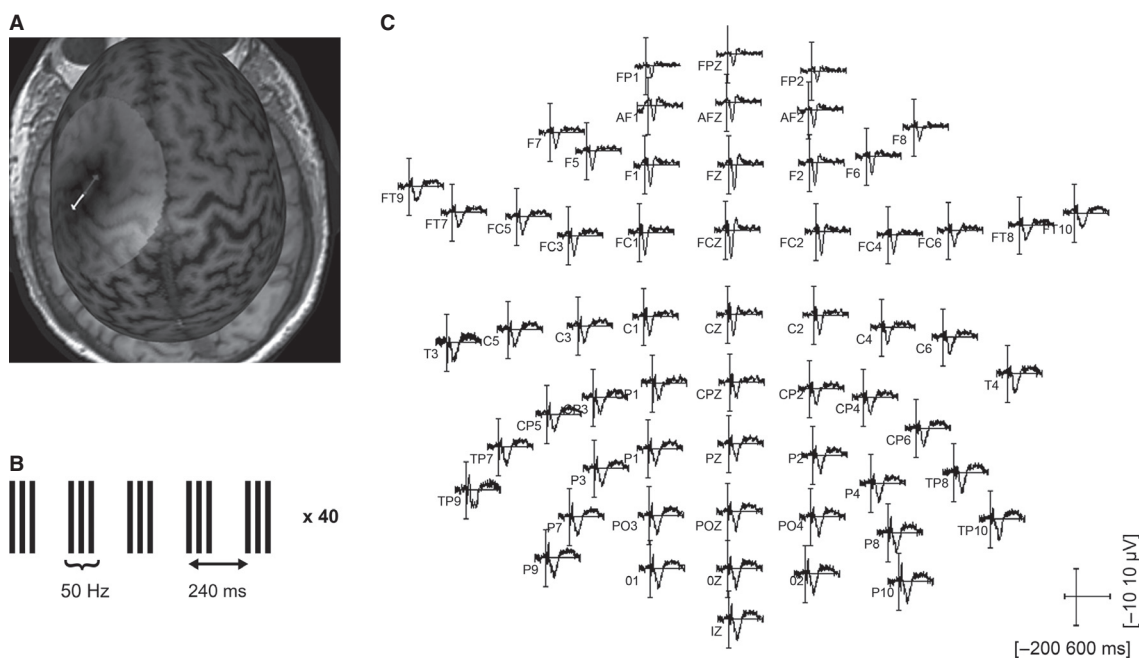 A
B
x 40
50 Hz
240 ms
C
FP1 FPZ FP2
AF1 AFZ AF2
F7 F5 F1 FZ F2 F6 F8
FT9 FT7 FC5 FC3 FC1 FCZ FC2 FC4 FC6 FT8 FT10
T3 C5 C3 C1 CZ C2 C4 C6 T4
TP9 TP7 CP5 CP3 CP1 CPZ CP2 CP4 CP6 TP8 TP10
P9 P7 P3 P1 PZ P2 P4 P8 P10
PO3 POZ PO4
01 0Z 02
IZ
[–10 10 µV]
[–200 600 ms]